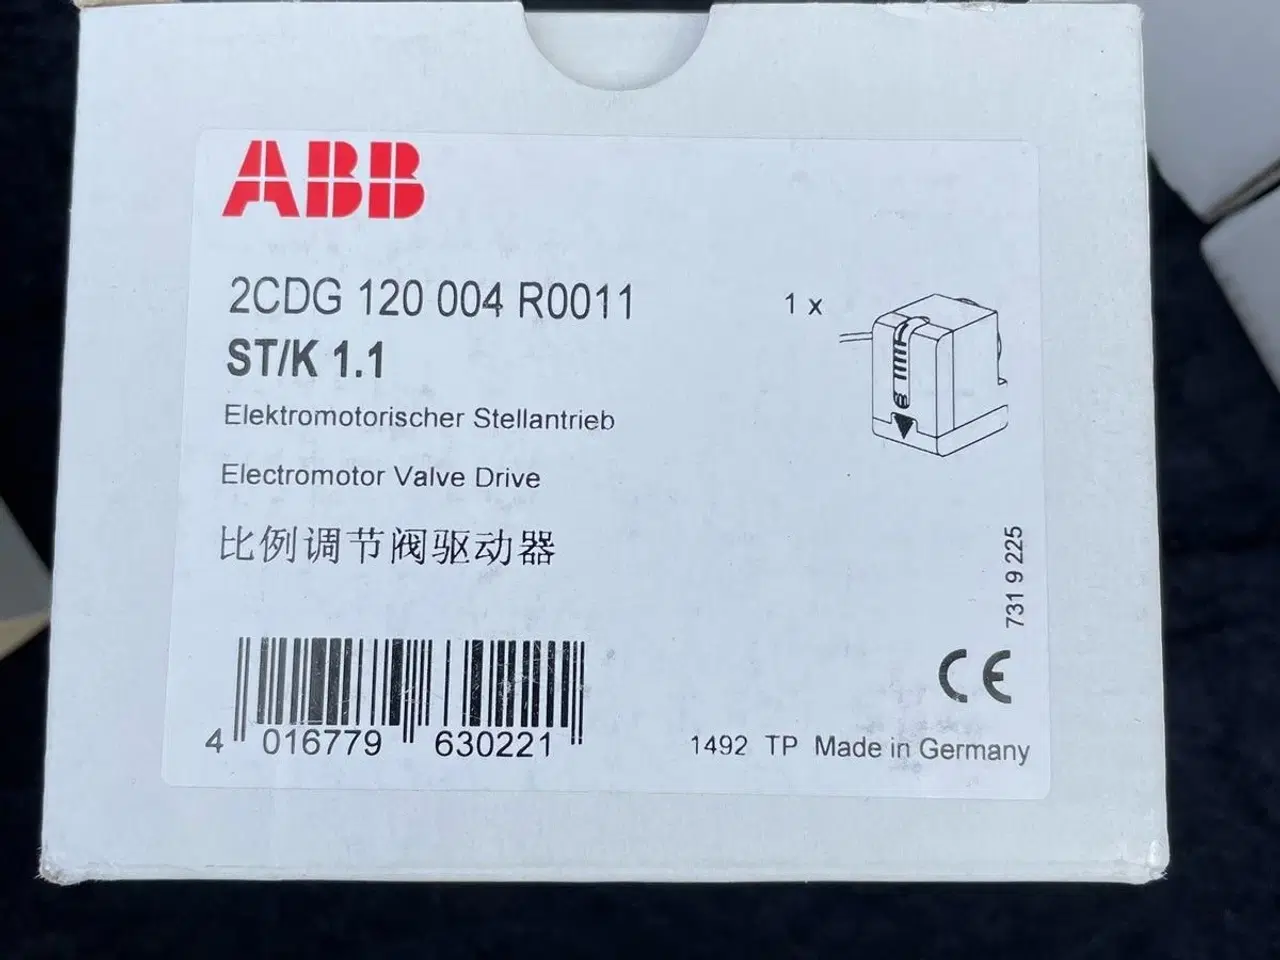 ABB
2CDG 120 004 R0011
1 x
ST/K 1.1
Elektromotorischer Stellantrieb
Electromotor Valve Drive
比例调节阀驱动器
731 9 225
CE
4 016779 630221
1492 TP Made in Germany